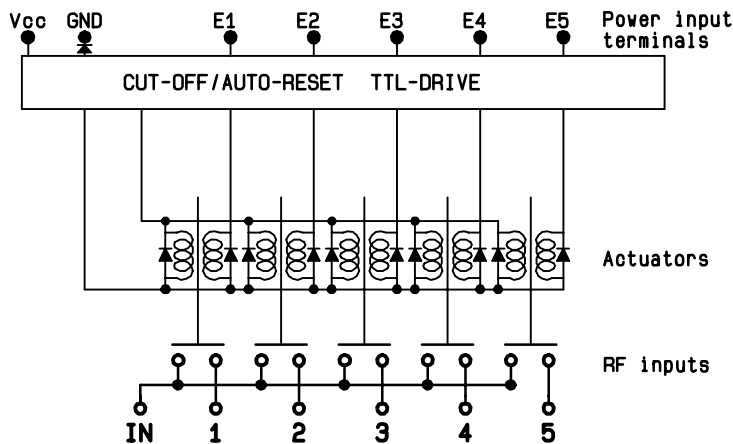 Vcc GND E1 E2 E3 E4 E5 Power input
terminals
CUT-OFF/AUTO-RESET TTL-DRIVE
Actuators
RF inputs
IN 1 2 3 4 5